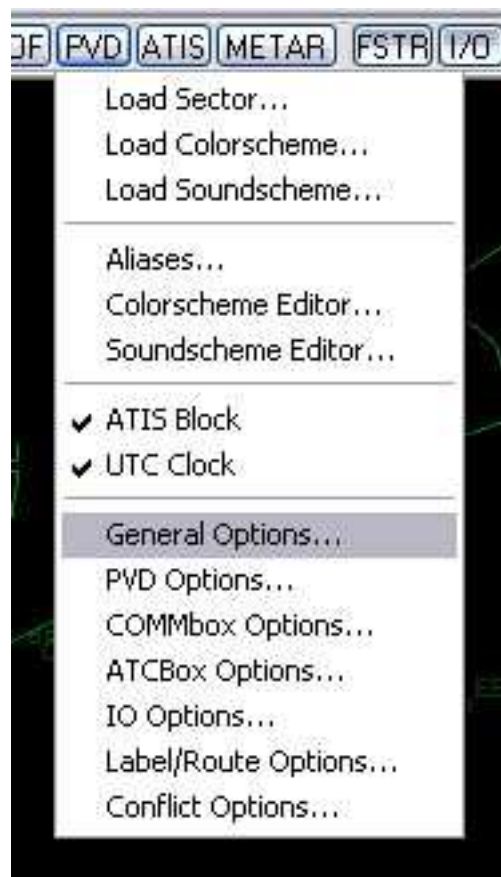 OF PVD ATIS METAR FSTR I/O
Load Sector...
Load Colorscheme...
Load Soundscheme...
Aliases...
Colorscheme Editor...
Soundscheme Editor...
ATIS Block
UTC Clock
General Options...
PVD Options...
COMMbox Options...
ATCBox Options...
IO Options...
Label/Route Options...
Conflict Options...